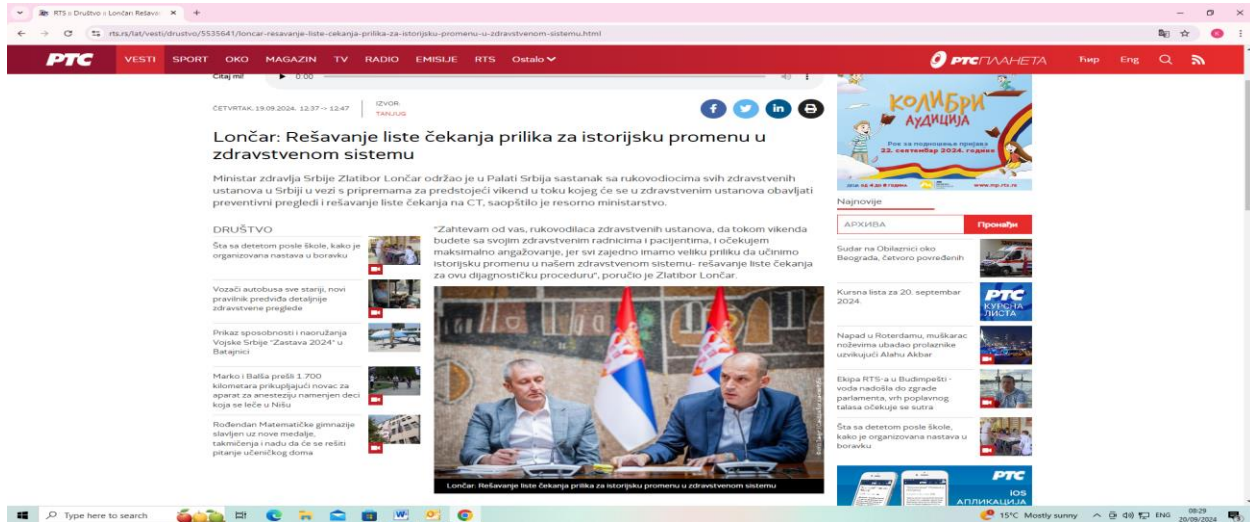 RTS :: Društvo :: Lončar: Rešavan
rts.rs/lat/vesti/drustvo/5535641/loncar-resavanje-liste-cekanja-prilika-za-istorijsku-promenu-u-zdravstvenom-sistemu.html
РТС VESTI SPORT OKO MAGAZIN TV RADIO EMISIJE RTS Ostalo РТС ПЛАНЕТА Ћир Eng
Čitaj mi! 0:00
ČETVRTAK, 19.09.2024, 12:37 -> 12:47
IZVOR:
TANJUG
Lončar: Rešavanje liste čekanja prilika za istorijsku promenu u
zdravstvenom sistemu
Ministar zdravlja Srbije Zlatibor Lončar održao je u Palati Srbija sastanak sa rukovodiocima svih zdravstvenih
ustanova u Srbiji u vezi s pripremama za predstojeći vikend u toku kojeg će se u zdravstvenim ustanova obavljati
preventivni pregledi i rešavanje liste čekanja na CT, saopštilo je resorno ministarstvo.
DRUŠTVO
Šta sa detetom posle škole, kako je
organizovana nastava u boravku
Vozači autobusa sve stariji, novi
pravilnik predviđa detaljnije
zdravstvene preglede
Prikaz sposobnosti i naoružanja
Vojske Srbije "Zastava 2024" u
Batajnici
Marko i Balša prešli 1.700
kilometara prikupljajući novac za
aparat za anesteziju namenjen deci
koja se leče u Nišu
Rođendan Matematičke gimnazije
slavljen uz nove medalje,
takmičenja i nadu da će se rešiti
pitanje učeničkog doma
"Zahtevam od vas, rukovodilaca zdravstvenih ustanova, da tokom vikenda
budete sa svojim zdravstvenim radnicima i pacijentima, I očekujem
maksimalno angažovanje, jer svi zajedno imamo veliku priliku da učinimo
istorijsku promenu u našem zdravstvenom sistemu- rešavanje liste čekanja
za ovu dijagnostičku proceduru", poručio je Zlatibor Lončar.
Lončar: Rešavanje liste čekanja prilika za istorijsku promenu u zdravstvenom sistemu
КОЛИБРИ
АУДИЦИЈА
Рок за подношење пријава
22. септембар 2024. године
www.rts.rs
Najnovije
АРХИВА Пронађи
Sudar na Obilaznici oko
Beograda, četvoro povređenih
Kursna lista za 20. septembar
2024.
РТС
КУРСНА
ЛИСТА
Napad u Roterdamu, muškarac
noževima ubadao prolaznike
uzvikujući Alahu Akbar
Ekipa RTS-a u Budimpešti -
voda nadošla do zgrade
parlamenta, vrh poplavnog
talasa očekuje se sutra
Šta sa detetom posle škole,
kako je organizovana nastava u
boravku
РТС
iOS
АПЛИКАЦИЈА
Type here to search 15°C Mostly sunny ENG 08:29
20/09/2024